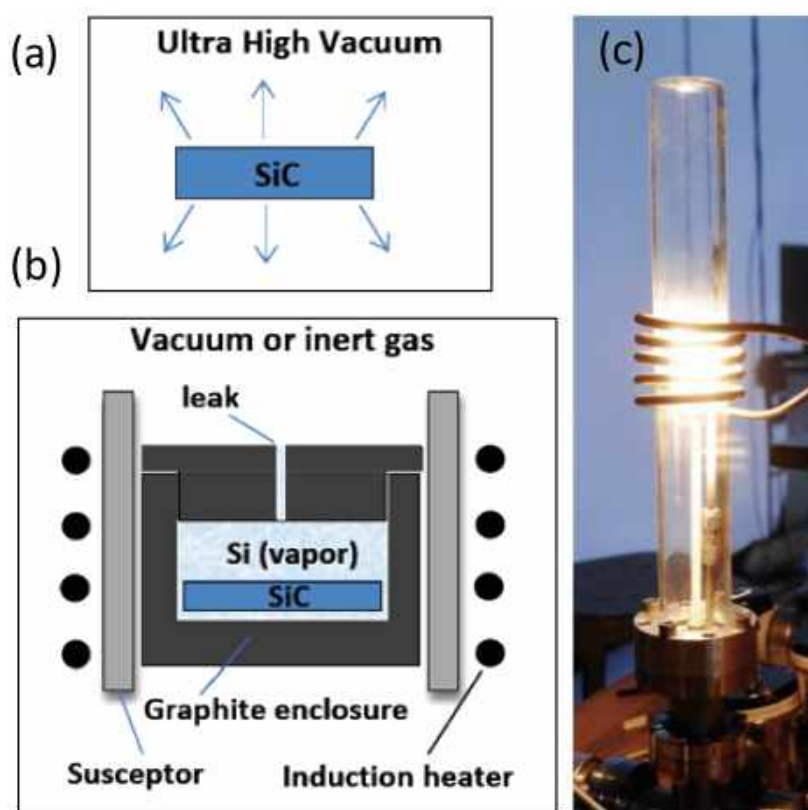 (a)
Ultra High Vacuum
SiC
(b)
Vacuum or inert gas
leak
Si (vapor)
SiC
Graphite enclosure
Susceptor
Induction heater
(c)